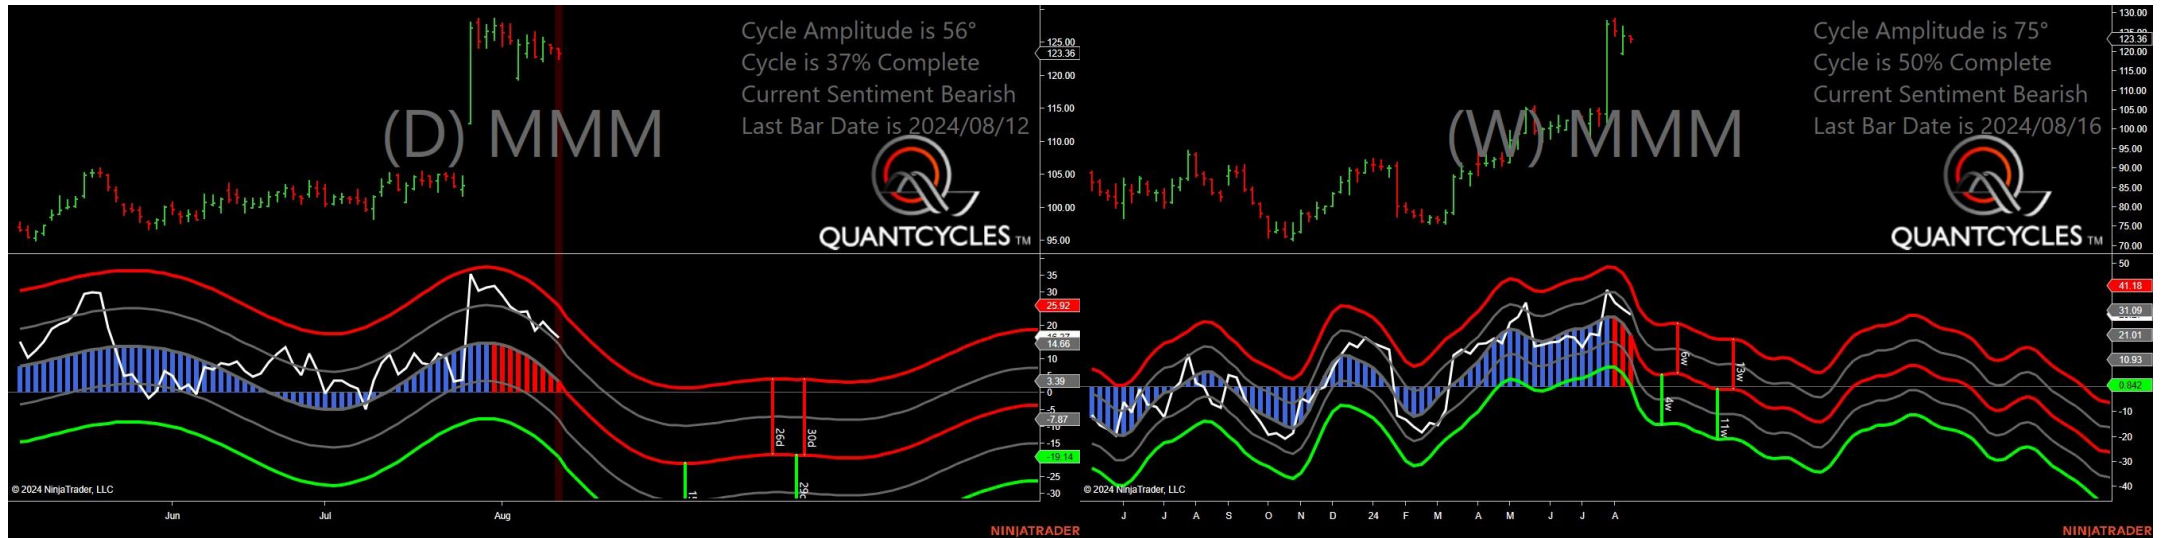 Cycle Amplitude is 56°
Cycle is 37% Complete
Current Sentiment Bearish
Last Bar Date is 2024/08/12
(D) MMM
QUANTCYCLES TM
125.00
123.36
120.00
115.00
110.00
105.00
100.00
95.00
35
30
25.92
20
14.66
10
5
3.39
0
-5
-7.87
-10
-15
-19.14
-25
-30
26d
30d
© 2024 NinjaTrader, LLC
Jun
Jul
Aug
NINJATRADER
Cycle Amplitude is 75°
Cycle is 50% Complete
Current Sentiment Bearish
Last Bar Date is 2024/08/16
(W) MMM
QUANTCYCLES TM
130.00
123.36
120.00
115.00
110.00
105.00
100.00
95.00
90.00
85.00
80.00
75.00
70.00
50
41.18
31.09
21.01
10.93
0.842
-10
-20
-30
-40
6w
13w
4w
11w
© 2024 NinjaTrader, LLC
J J A S O N D 24 F M A M J J A
NINJATRADER